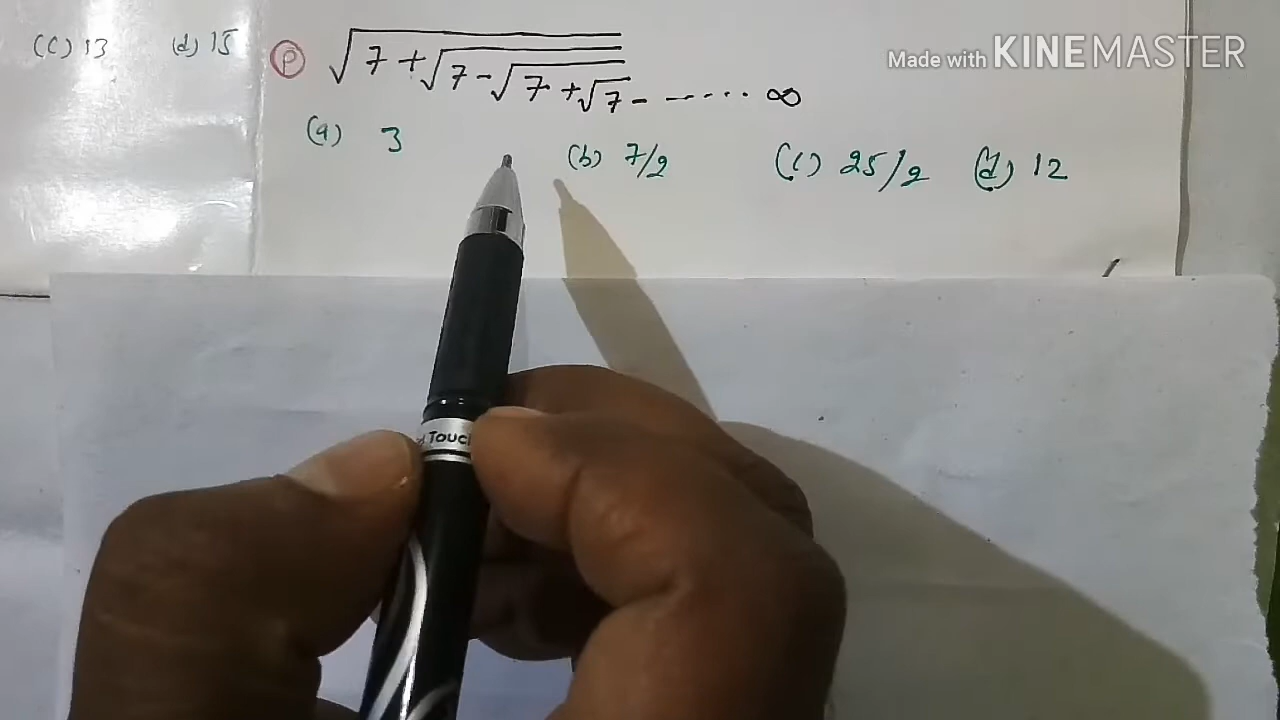 (C) 13 (d) 15 (P) √7 + √7 - √7 + √7 - ------ ∞
Made with KINEMASTER
(a) 3 (b) 7/2 (C) 25/2 (d) 12
Touch